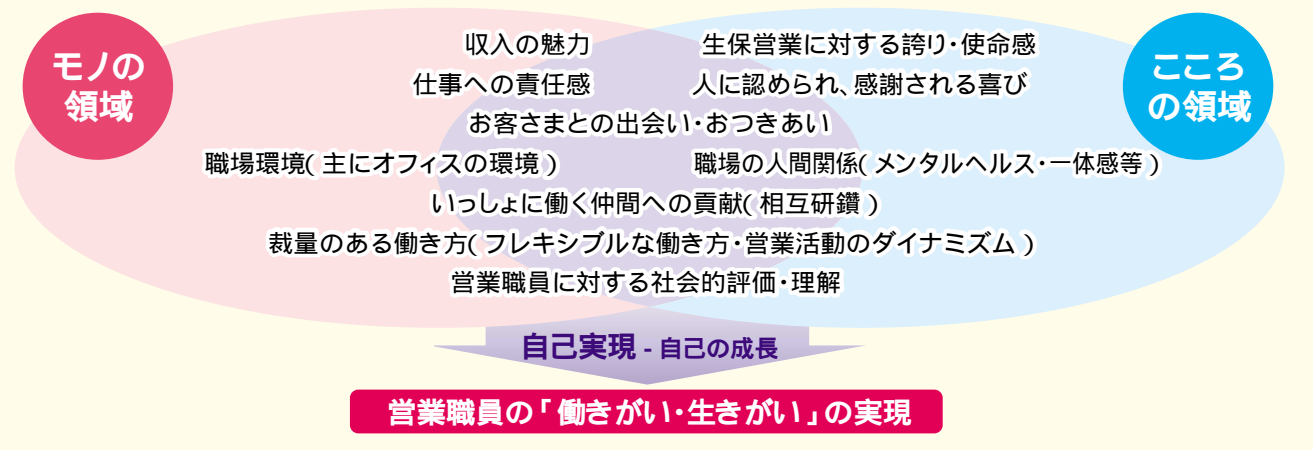 モノの
領域
こころ
の領域
収入の魅力 生保営業に対する誇り・使命感
仕事への責任感 人に認められ、感謝される喜び
お客さまとの出会い・おつきあい
職場環境(主にオフィスの環境) 職場の人間関係(メンタルヘルス・一体感等)
いっしょに働く仲間への貢献(相互研鑽)
裁量のある働き方(フレキシブルな働き方・営業活動のダイナミズム)
営業職員に対する社会的評価・理解
自己実現 - 自己の成長
営業職員の「働きがい・生きがい」の実現